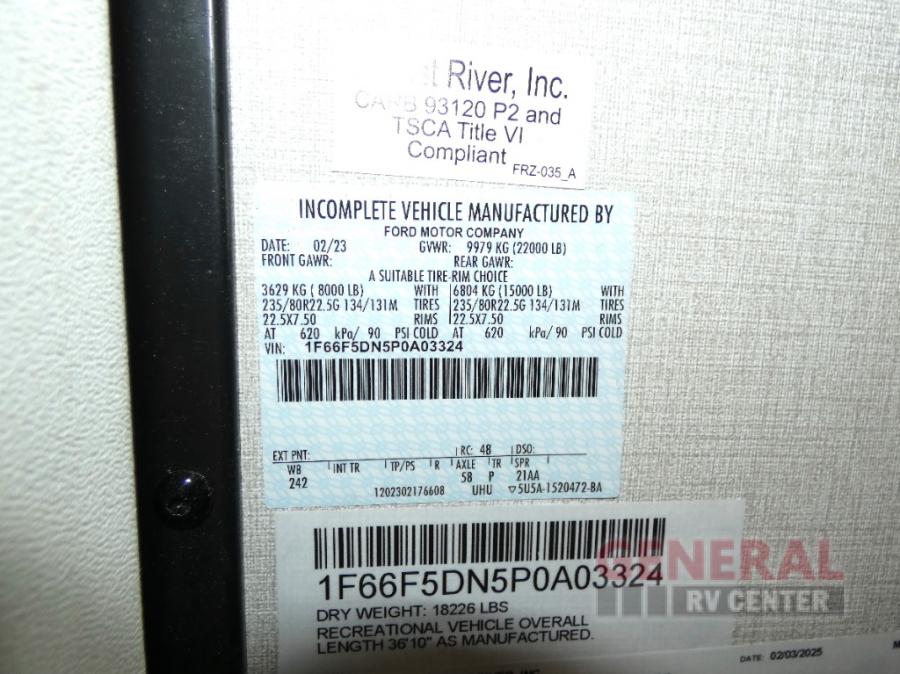 River, Inc.
CARB 93120 P2 and
TSCA Title VI
Compliant
FRZ-035_A
INCOMPLETE VEHICLE MANUFACTURED BY
FORD MOTOR COMPANY
DATE: 02/23 GVWR: 9979 KG (22000 LB)
FRONT GAWR: REAR GAWR:
A SUITABLE TIRE-RIM CHOICE
3629 KG ( 8000 LB) WITH 6804 KG (15000 LB) WITH
235/80R22.5G 134/131M TIRES 235/80R22.5G 134/131M TIRES
22.5X7.50 RIMS 22.5X7.50 RIMS
AT 620 kPa/ 90 PSI COLD AT 620 kPa/ 90 PSI COLD
VIN: 1F66F5DN5P0A03324
EXT PNT: RC: 48 DSO:
WB INT TR TP/PS R AXLE TR SPR
242 58 P 21AA
1202302176608 UHU ▽5U5A-1520472-BA
1F66F5DN5P0A03324
DRY WEIGHT: 18226 LBS
RECREATIONAL VEHICLE OVERALL
LENGTH 36'10" AS MANUFACTURED.
GENERAL
RV CENTER
DATE: 02/03/2025